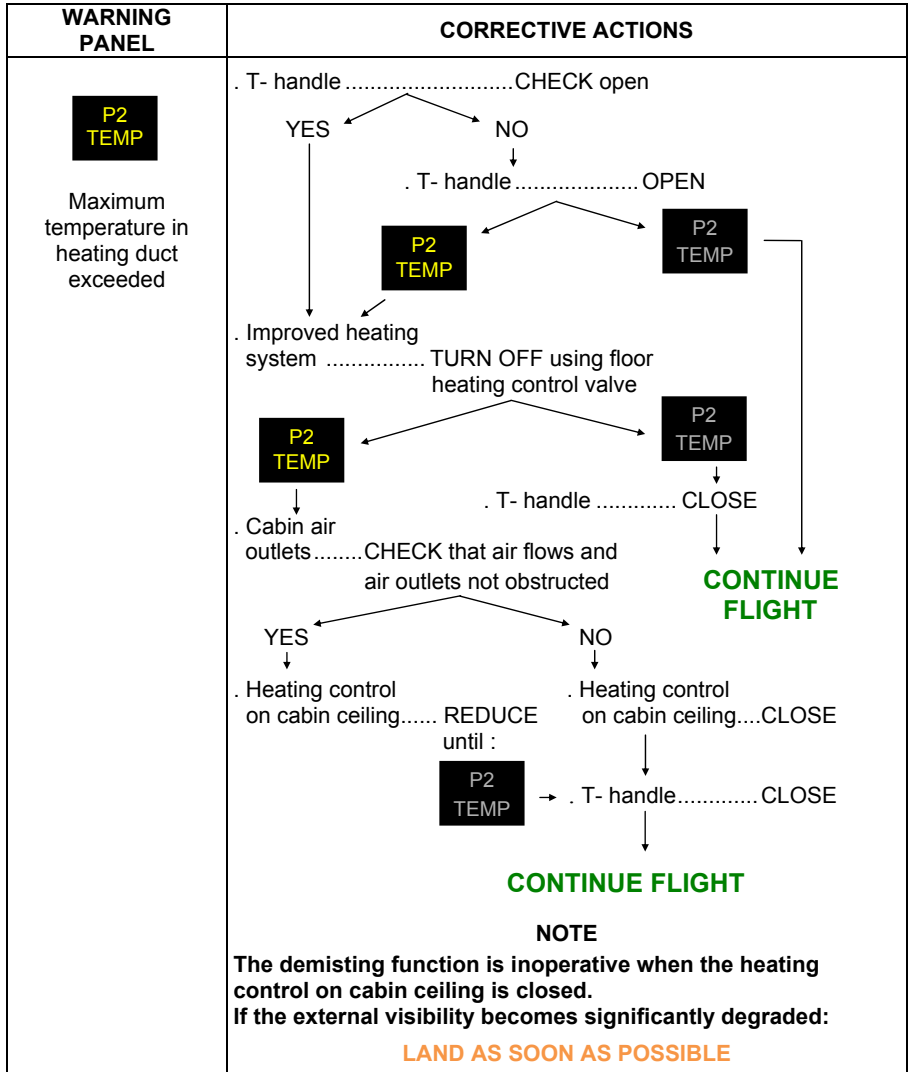 WARNING
PANEL
CORRECTIVE ACTIONS
P2
TEMP
Maximum
temperature in
heating duct
exceeded
. T- handle ........................... CHECK open
YES
NO
. T- handle .................... OPEN
P2
TEMP
P2
TEMP
. Improved heating
system ................ TURN OFF using floor
heating control valve
P2
TEMP
P2
TEMP
. T- handle ............. CLOSE
. Cabin air
outlets ........ CHECK that air flows and
air outlets not obstructed
CONTINUE
FLIGHT
YES
NO
. Heating control
on cabin ceiling...... REDUCE
until :
. Heating control
on cabin ceiling....CLOSE
P2
TEMP
. T- handle............. CLOSE
CONTINUE FLIGHT
NOTE
The demisting function is inoperative when the heating
control on cabin ceiling is closed.
If the external visibility becomes significantly degraded:
LAND AS SOON AS POSSIBLE